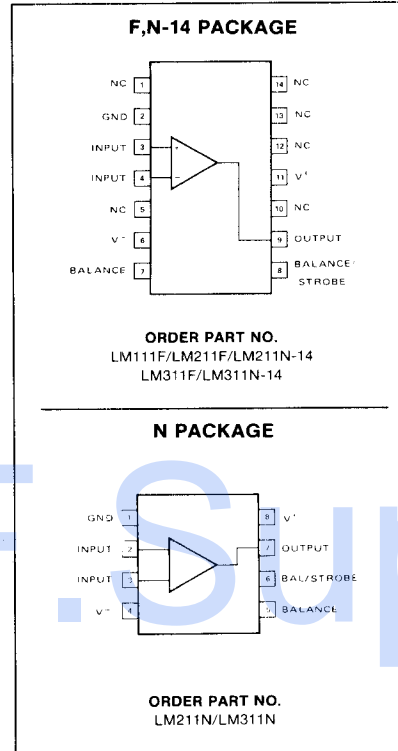 F,N-14 PACKAGE
NC 1
14 NC
GND 2
13 NC
INPUT 3 +
12 NC
INPUT 4 −
11 V+
NC 5
10 NC
V− 6
9 OUTPUT
BALANCE 7
8 BALANCE/
STROBE
ORDER PART NO.
LM111F/LM211F/LM211N-14
LM311F/LM311N-14
N PACKAGE
GND 1
8 V+
INPUT 2
7 OUTPUT
INPUT 3
6 BAL/STROBE
V− 4
5 BALANCE
ORDER PART NO.
LM211N/LM311N
F.Sup